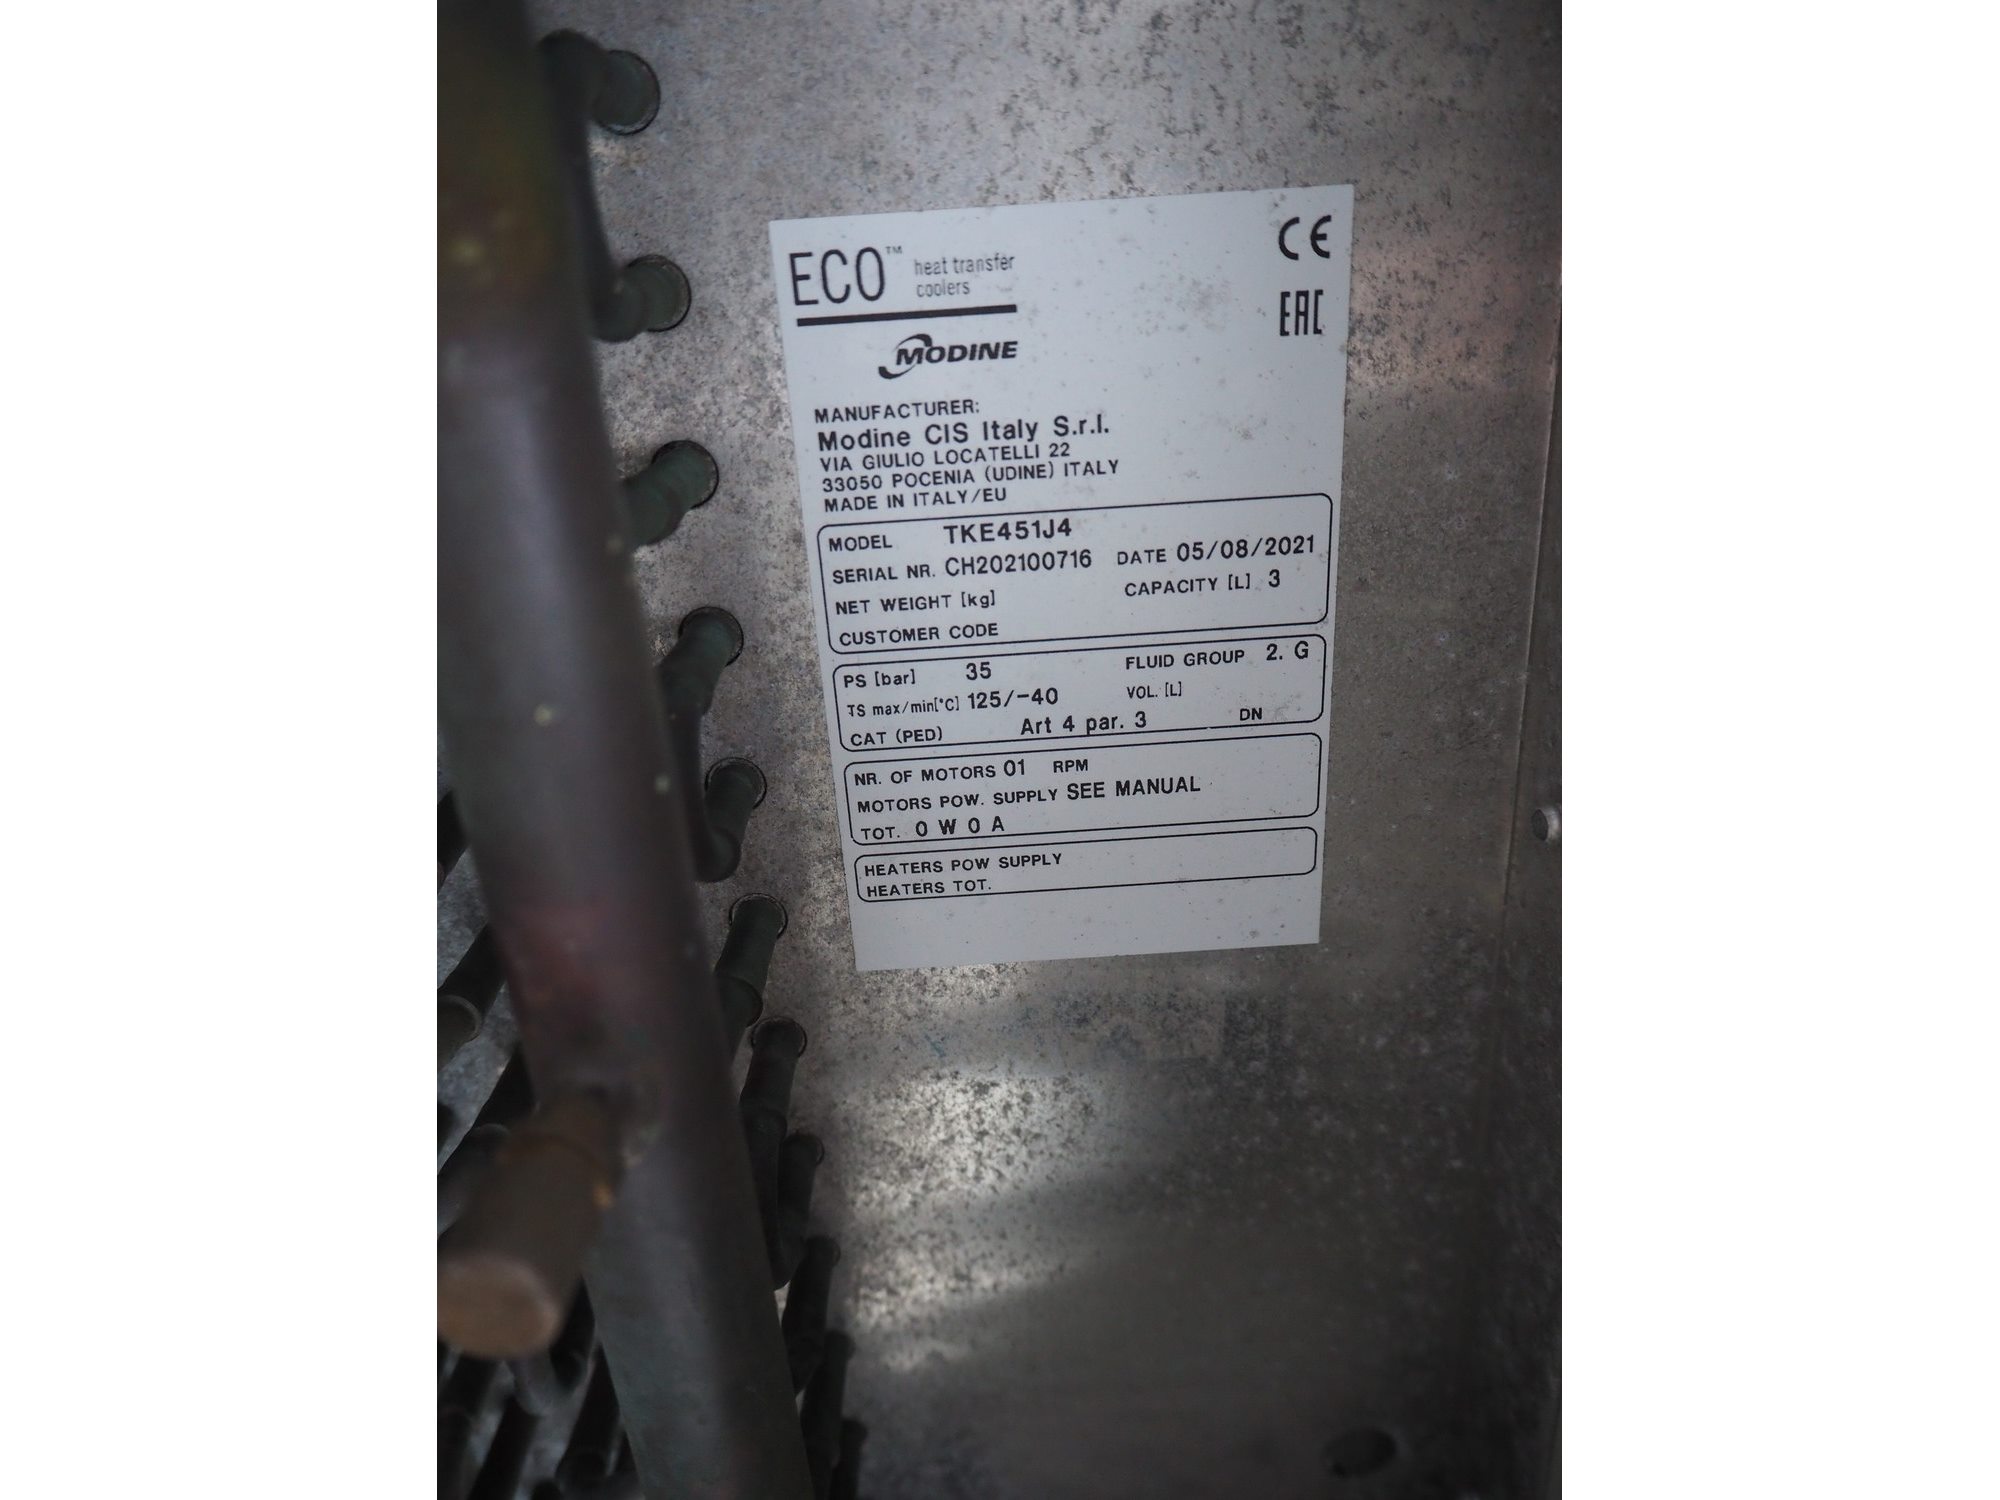 ECO™ heat transfer
coolers
CE
EAC
MODINE
MANUFACTURER:
Modine CIS Italy S.r.l.
VIA GIULIO LOCATELLI 22
33050 POCENIA (UDINE) ITALY
MADE IN ITALY/EU
MODEL TKE451J4
SERIAL NR. CH202100716 DATE 05/08/2021
NET WEIGHT [kg] CAPACITY [L] 3
CUSTOMER CODE
PS [bar] 35 FLUID GROUP 2. G
TS max/min[°C] 125/-40 VOL. [L]
CAT (PED) Art 4 par. 3 DN
NR. OF MOTORS 01 RPM
MOTORS POW. SUPPLY SEE MANUAL
TOT. 0 W 0 A
HEATERS POW SUPPLY
HEATERS TOT.